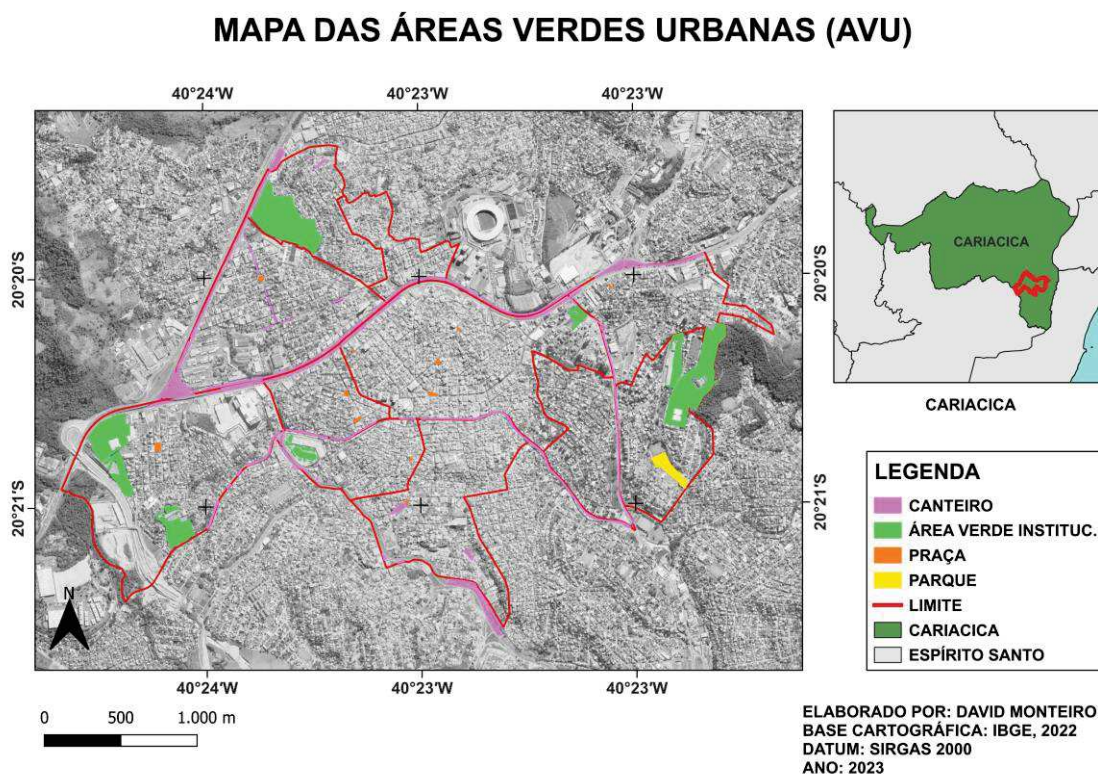 MAPA DAS ÁREAS VERDES URBANAS (AVU)
40°24'W 40°23'W 40°23'W
20°20'S 20°20'S
20°21'S 20°21'S
N
40°24'W 40°23'W 40°23'W
0 500 1.000 m
CARIACICA
CARIACICA
LEGENDA
CANTEIRO
ÁREA VERDE INSTITUC.
PRAÇA
PARQUE
LIMITE
CARIACICA
ESPÍRITO SANTO
ELABORADO POR: DAVID MONTEIRO
BASE CARTOGRÁFICA: IBGE, 2022
DATUM: SIRGAS 2000
ANO: 2023